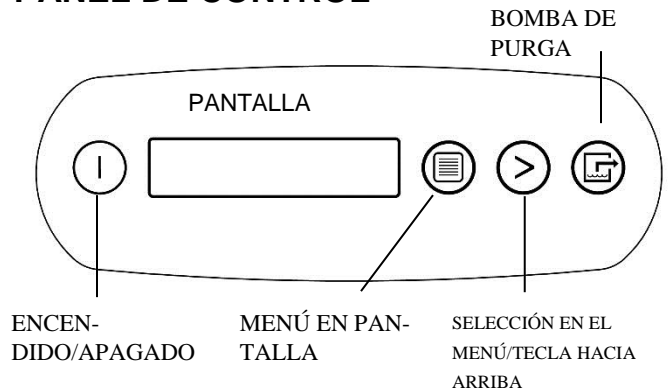 PANEL DE CONTROL
BOMBA DE
PURGA
PANTALLA
ENCEN-
DIDO/APAGADO
MENÚ EN PAN-
TALLA
SELECCIÓN EN EL
MENÚ/TECLA HACIA
ARRIBA